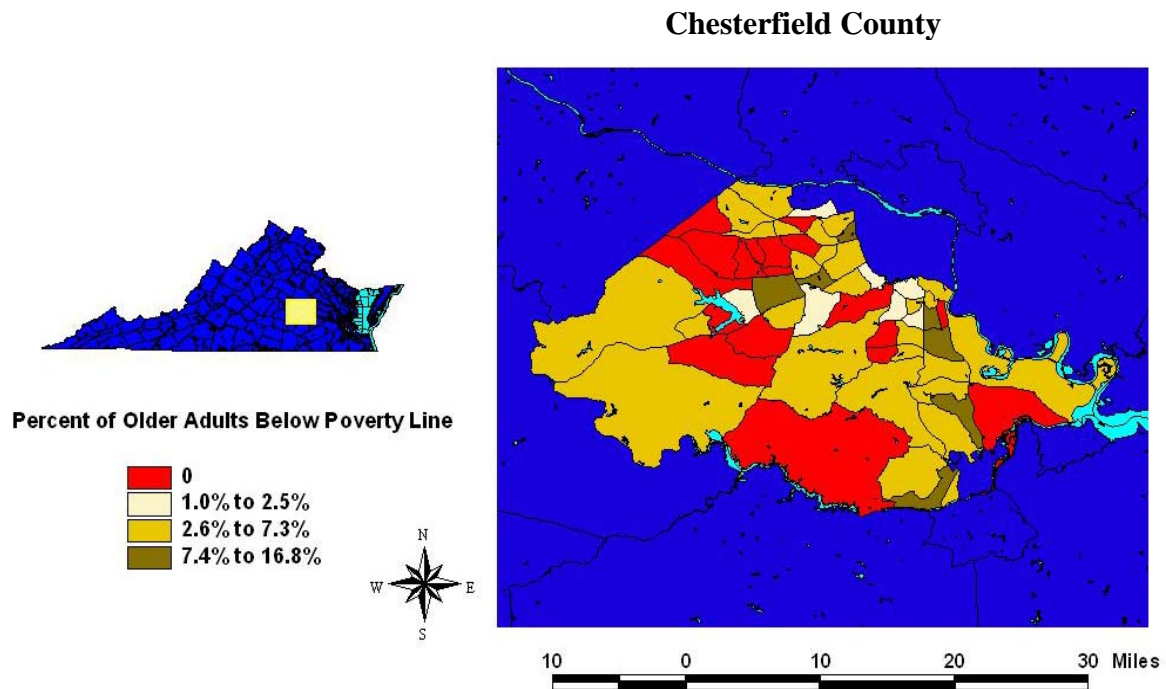 Chesterfield County
Percent of Older Adults Below Poverty Line
0
1.0% to 2.5%
2.6% to 7.3%
7.4% to 16.8%
N
W E
S
10 0 10 20 30 Miles